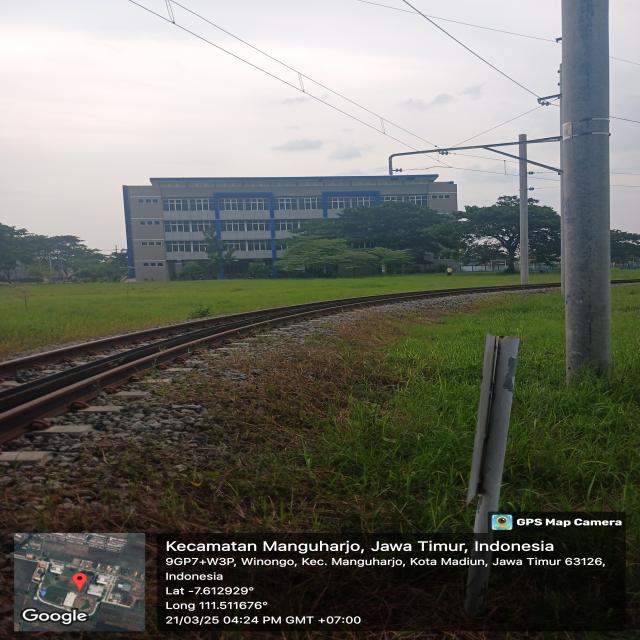 GPS Map Camera
Kecamatan Manguharjo, Jawa Timur, Indonesia
9GP7+W3P, Winongo, Kec. Manguharjo, Kota Madiun, Jawa Timur 63126,
Indonesia
Lat -7.612929°
Long 111.511676°
21/03/25 04:24 PM GMT +07:00
Google